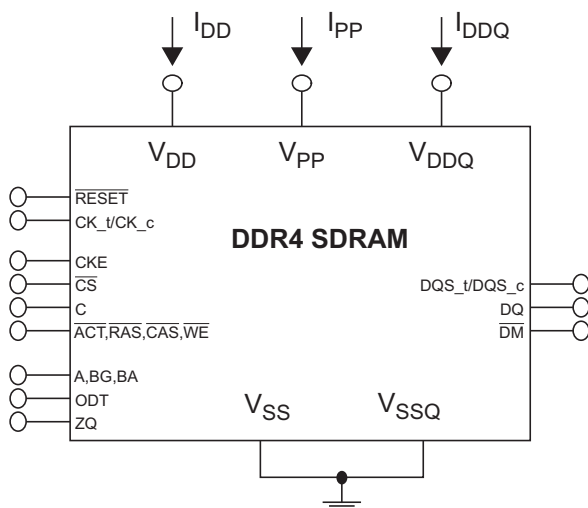 IDD IPP IDDQ
VDD VPP VDDQ
RESET
CK_t/CK_c
DDR4 SDRAM
CKE
CS
DQS_t/DQS_c
C
DQ
ACT,RAS,CAS,WE
DM
A,BG,BA
ODT
VSS VSSQ
ZQ